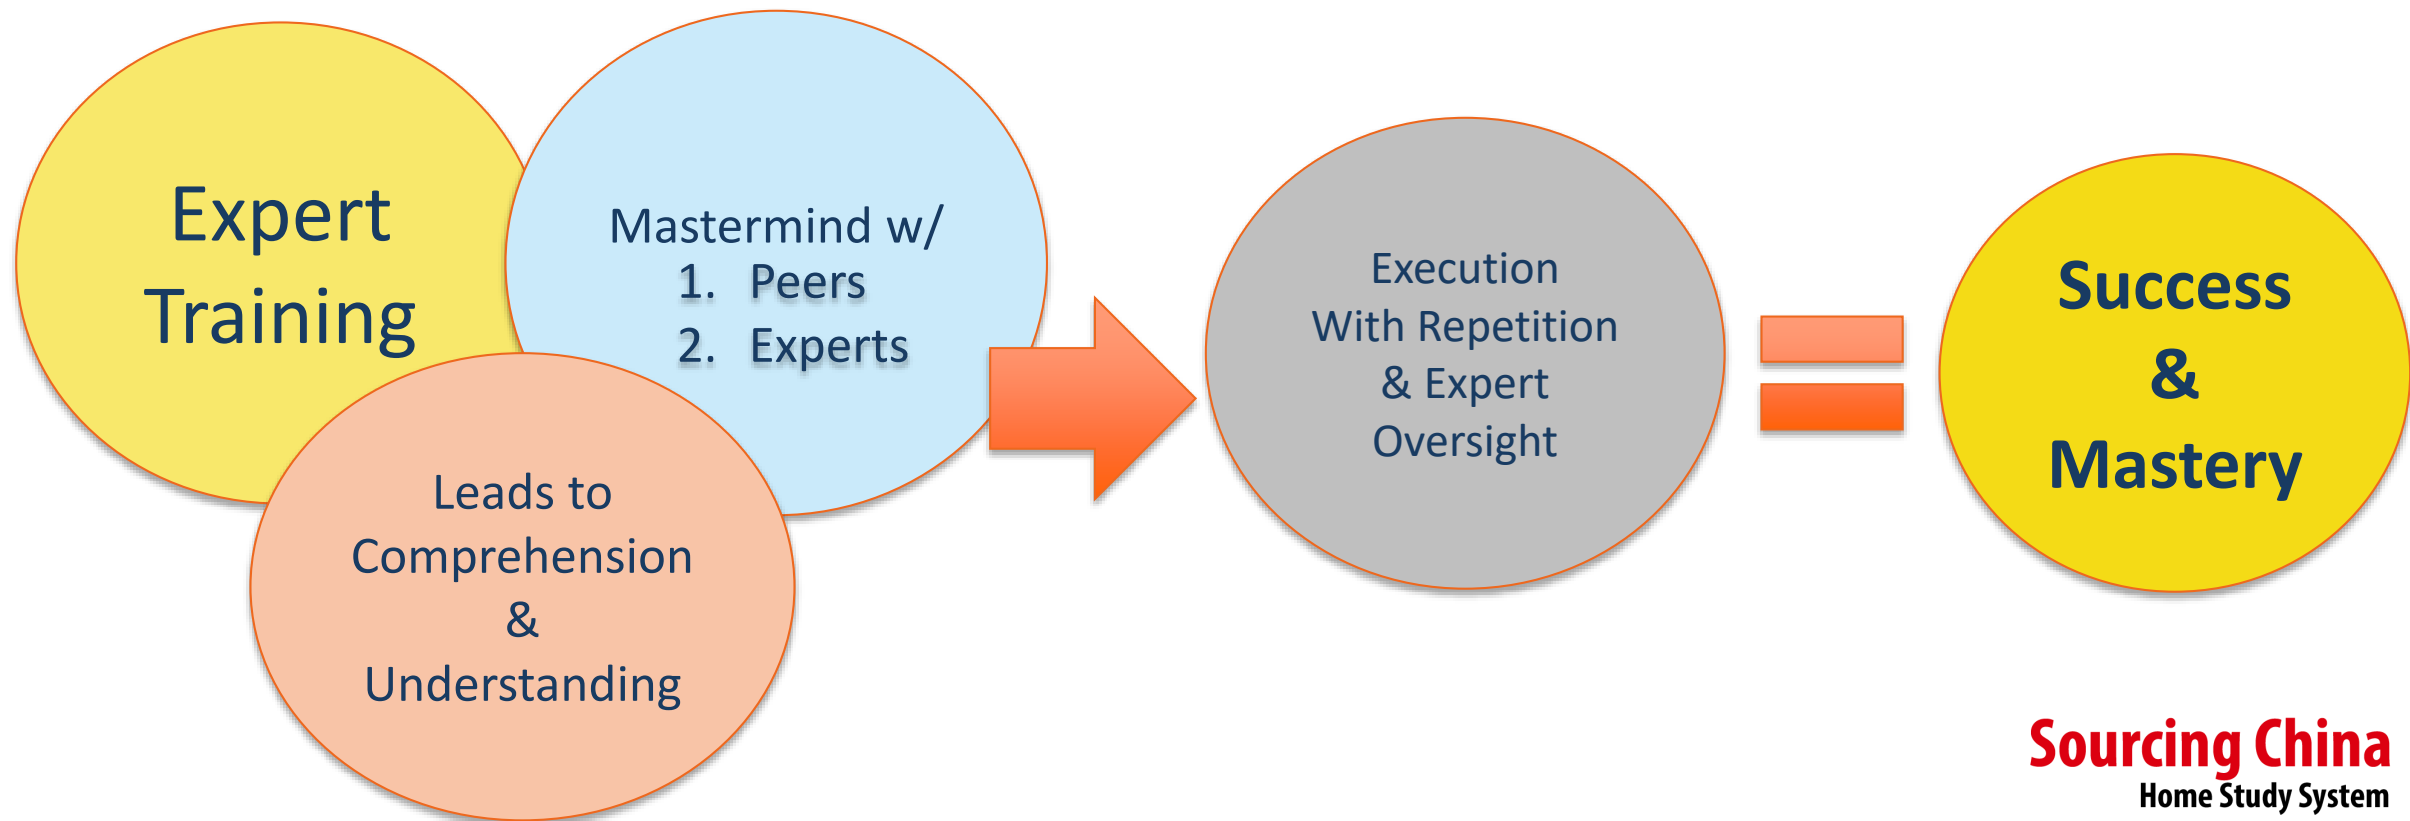 Expert
Training
Mastermind w/
1. Peers
2. Experts
Leads to
Comprehension
&
Understanding
Execution
With Repetition
& Expert
Oversight
Success
&
Mastery
Sourcing China
Home Study System